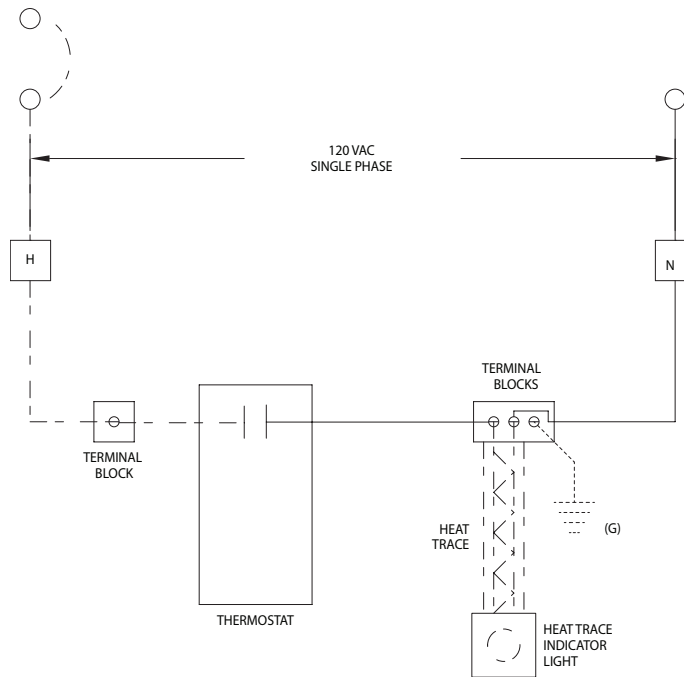 120 VAC
SINGLE PHASE
H
N
TERMINAL
BLOCKS
TERMINAL
BLOCK
HEAT
TRACE
(G)
THERMOSTAT
HEAT TRACE
INDICATOR
LIGHT